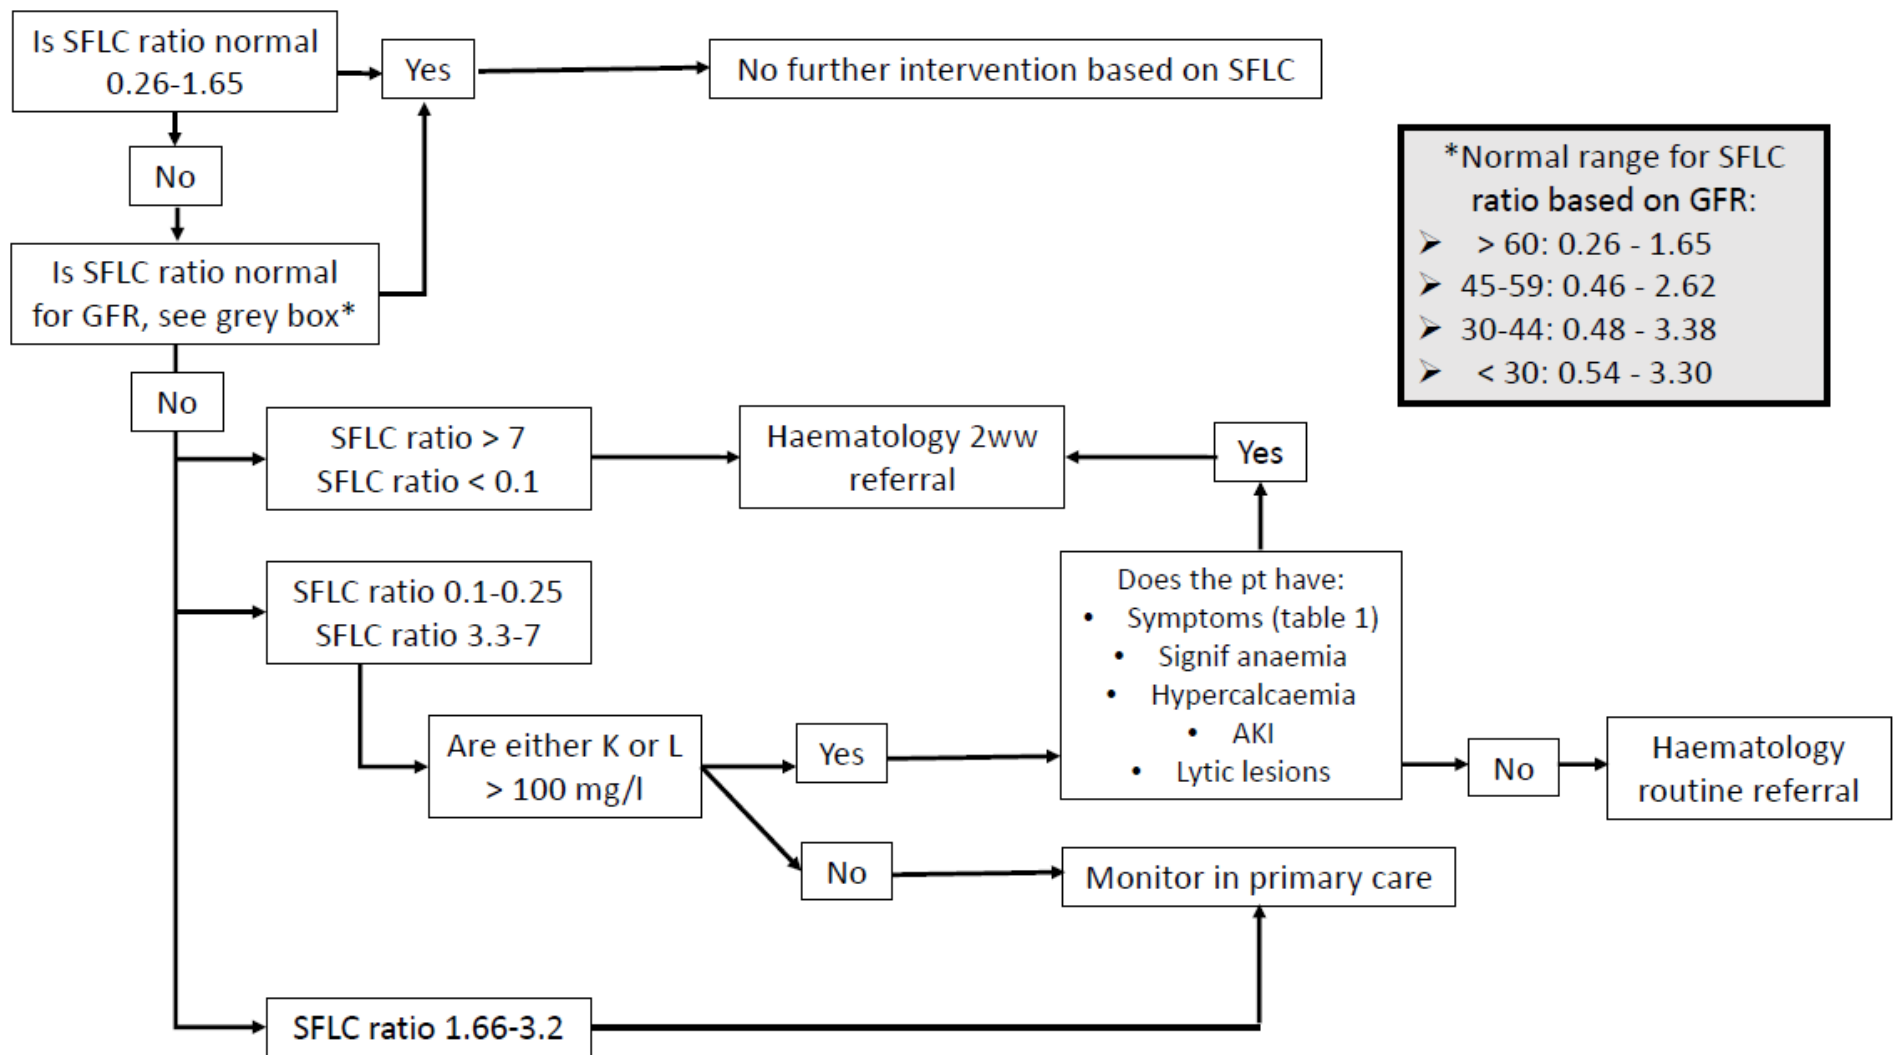 Is SFLC ratio normal
0.26-1.65
Yes
No further intervention based on SFLC
No
Is SFLC ratio normal
for GFR, see grey box*
*Normal range for SFLC
ratio based on GFR:
➢ > 60: 0.26 - 1.65
➢ 45-59: 0.46 - 2.62
➢ 30-44: 0.48 - 3.38
➢ < 30: 0.54 - 3.30
No
SFLC ratio > 7
SFLC ratio < 0.1
Haematology 2ww
referral
Yes
SFLC ratio 0.1-0.25
SFLC ratio 3.3-7
Does the pt have:
• Symptoms (table 1)
• Signif anaemia
• Hypercalcaemia
• AKI
• Lytic lesions
Are either K or L
> 100 mg/l
Yes
No
Haematology
routine referral
No
Monitor in primary care
SFLC ratio 1.66-3.2